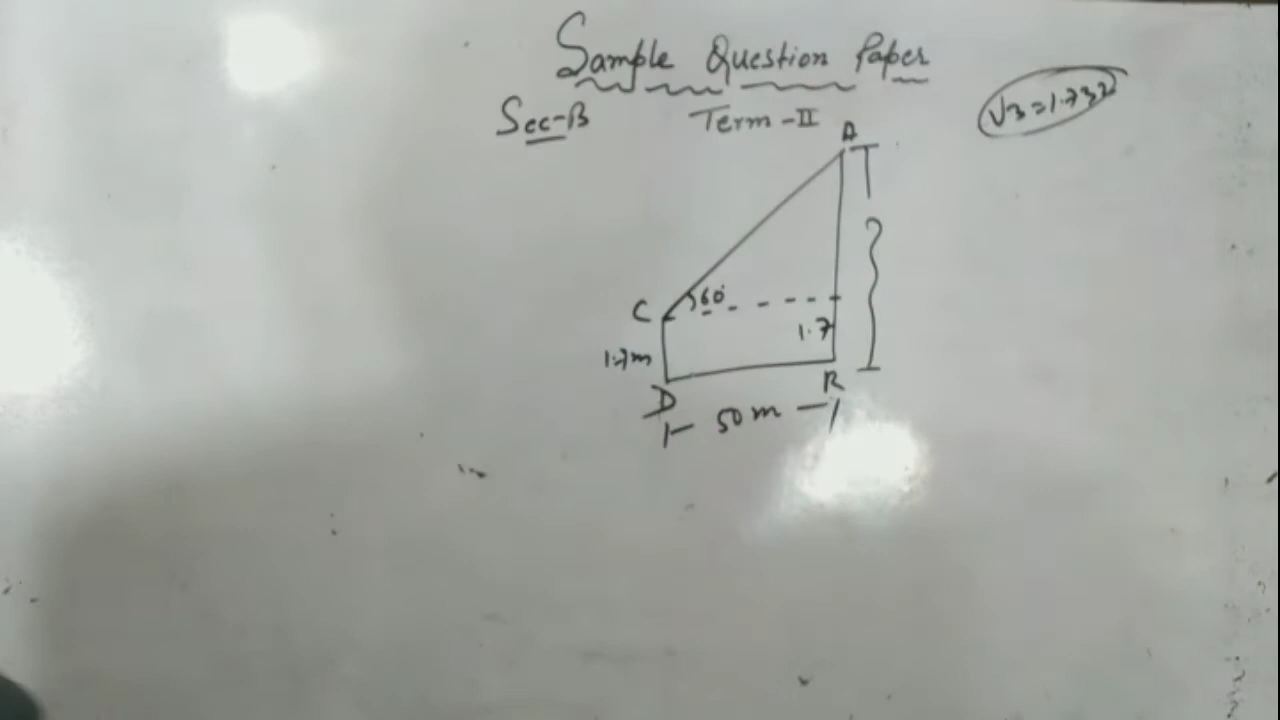 Sample Question Paper
Sec-B Term-II
√3=1.732
A
C 60°
1.7m 1.7
D
50m